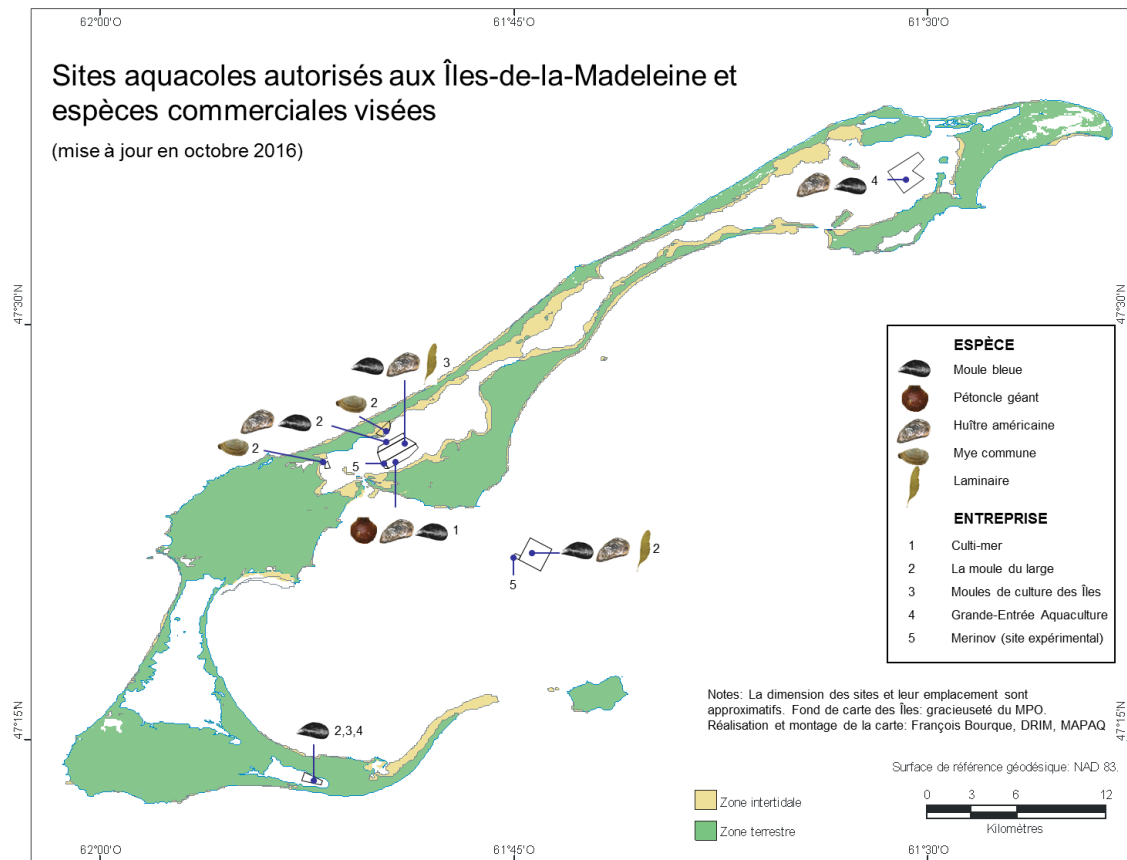 62°00'O
61°45'O
61°30'O
Sites aquacoles autorisés aux Îles-de-la-Madeleine et
espèces commerciales visées
(mise à jour en octobre 2016)
4
47°30'N
47°30'N
ESPÈCE
Moule bleue
Pétoncle géant
Huître américaine
Mye commune
Laminaire
ENTREPRISE
1 Culti-mer
2 La moule du large
3 Moules de culture des Îles
4 Grande-Entrée Aquaculture
5 Merinov (site expérimental)
3
2
2
2
5
1
2
5
Notes: La dimension des sites et leur emplacement sont
approximatifs. Fond de carte des Îles: gracieuseté du MPO.
Réalisation et montage de la carte: François Bourque, DRIM, MAPAQ
47°15'N
47°15'N
2,3,4
Surface de référence géodésique: NAD 83.
Zone intertidale
Zone terrestre
0 3 6 12
Kilomètres
62°00'O
61°45'O
61°30'O